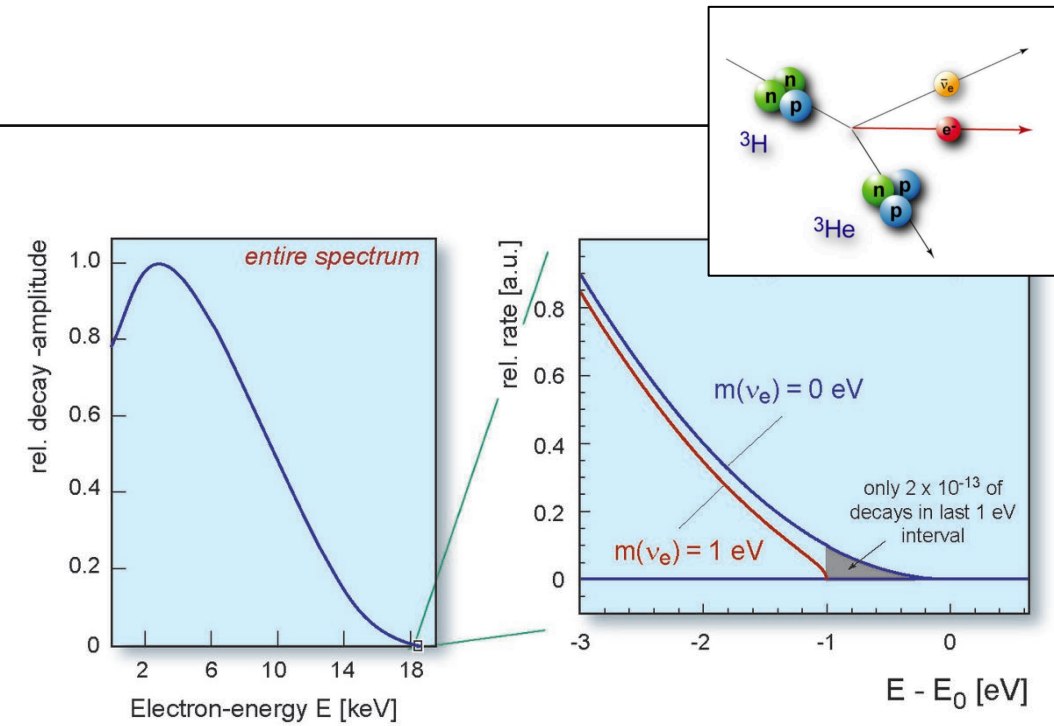 n
n
p
ν̄e
e-
³H
n
p
p
³He
entire spectrum
rel. decay -amplitude
1.0
0.8
0.6
0.4
0.2
0
2
6
10
14
18
Electron-energy E [keV]
rel. rate [a.u.]
0.8
0.6
0.4
0.2
0
m(νe) = 0 eV
only 2 x 10⁻¹³ of
decays in last 1 eV
interval
m(νe) = 1 eV
-3
-2
-1
0
E - E₀ [eV]